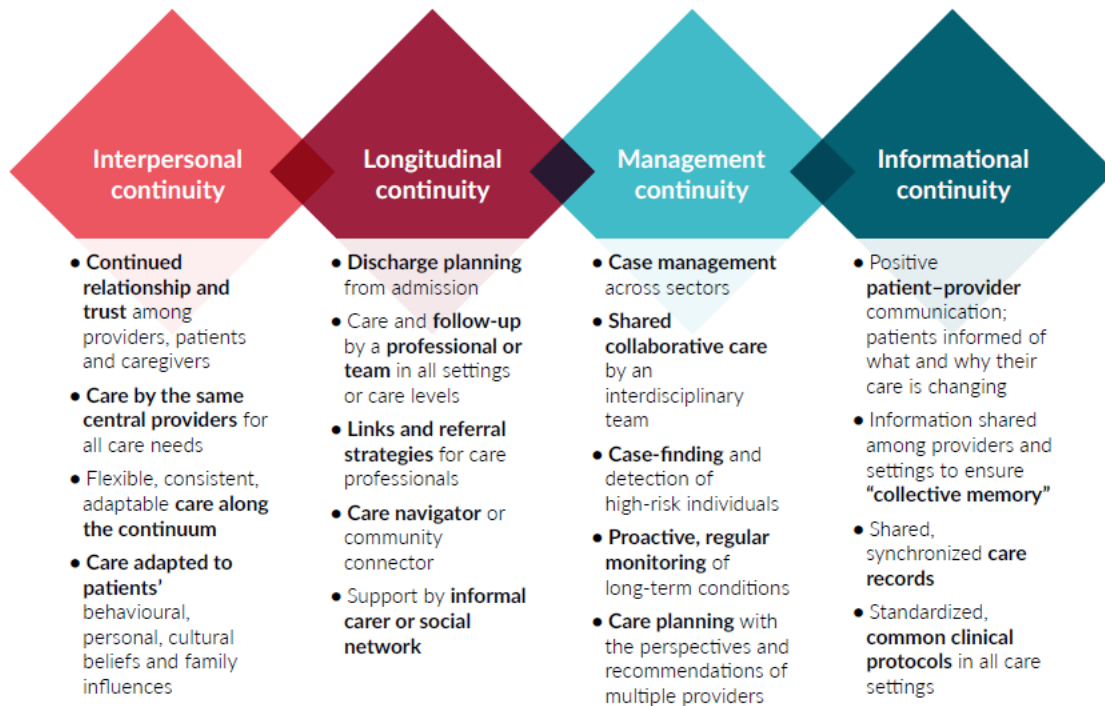 Interpersonal
continuity
● Continued
relationship and
trust among
providers, patients
and caregivers
● Care by the same
central providers for
all care needs
● Flexible, consistent,
adaptable care along
the continuum
● Care adapted to
patients'
behavioural,
personal, cultural
beliefs and family
influences
Longitudinal
continuity
● Discharge planning
from admission
● Care and follow-up
by a professional or
team in all settings
or care levels
● Links and referral
strategies for care
professionals
● Care navigator or
community
connector
● Support by informal
carer or social
network
Management
continuity
● Case management
across sectors
● Shared
collaborative care
by an
interdisciplinary
team
● Case-finding and
detection of
high-risk individuals
● Proactive, regular
monitoring of
long-term conditions
● Care planning with
the perspectives and
recommendations of
multiple providers
Informational
continuity
● Positive
patient–provider
communication;
patients informed of
what and why their
care is changing
● Information shared
among providers and
settings to ensure
“collective memory”
● Shared,
synchronized care
records
● Standardized,
common clinical
protocols in all care
settings